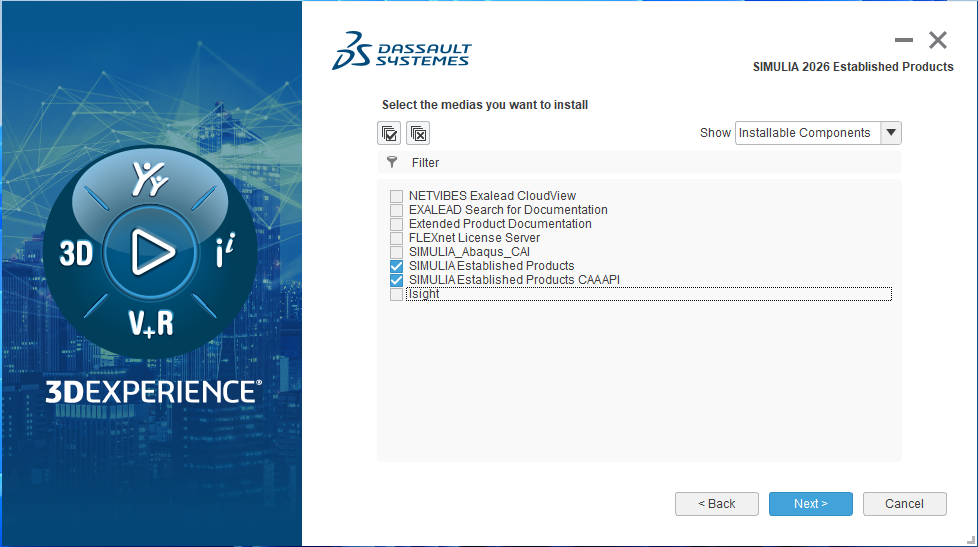 DASSAULT
SYSTEMES
SIMULIA 2026 Established Products
Select the medias you want to install
Show Installable Components
Filter
NETVIBES Exalead CloudView
EXALEAD Search for Documentation
Extended Product Documentation
FLEXnet License Server
SIMULIA_Abaqus_CAI
SIMULIA Established Products
SIMULIA Established Products CAAAPI
Isight
3D
i i
V+R
3DEXPERIENCE®
< Back
Next >
Cancel